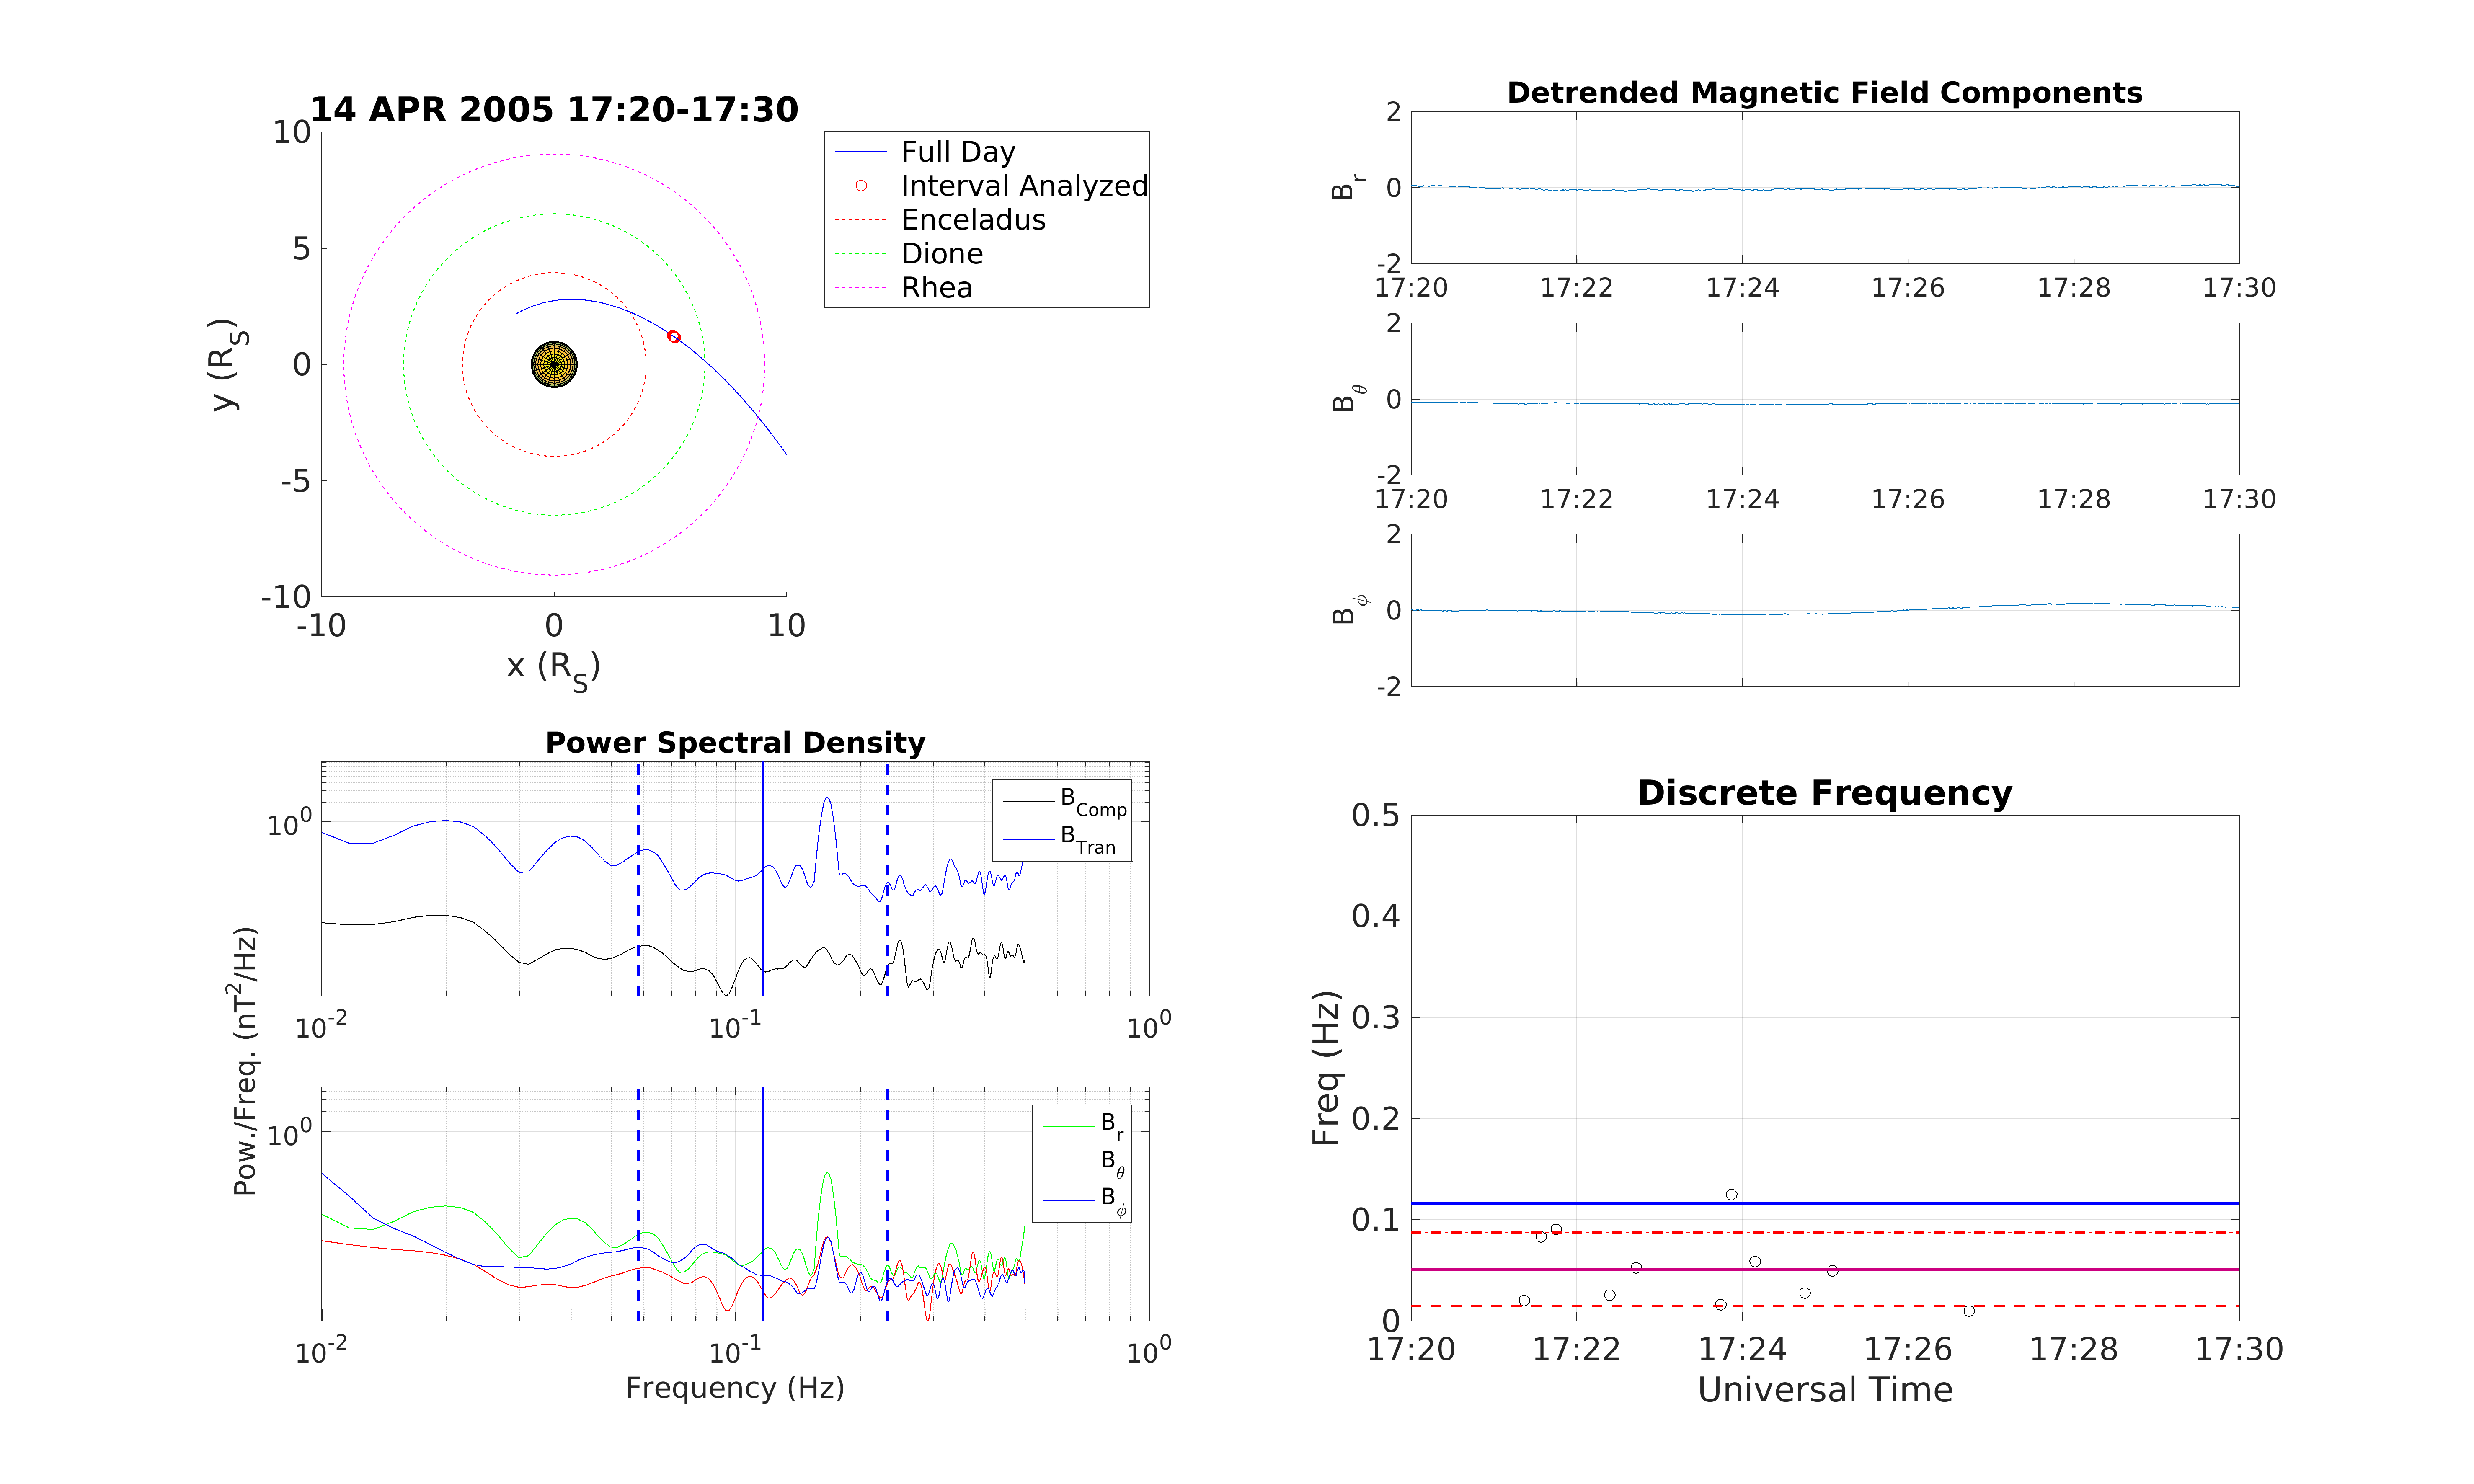 14 APR 2005 17:20-17:30
10
5
0
-5
-10
-10 0 10
y (R_S)
x (R_S)
Full Day
Interval Analyzed
Enceladus
Dione
Rhea
Detrended Magnetic Field Components
B_r
2
0
-2
17:20 17:22 17:24 17:26 17:28 17:30
B_θ
2
0
-2
17:20 17:22 17:24 17:26 17:28 17:30
B_ϕ
2
0
-2
Power Spectral Density
10^0
B_Comp
B_Tran
10^-2 10^-1 10^0
Pow./Freq. (nT^2/Hz)
10^0
B_r
B_θ
B_ϕ
10^-2 10^-1 10^0
Frequency (Hz)
Discrete Frequency
0.5
0.4
0.3
0.2
0.1
0
Freq (Hz)
17:20 17:22 17:24 17:26 17:28 17:30
Universal Time